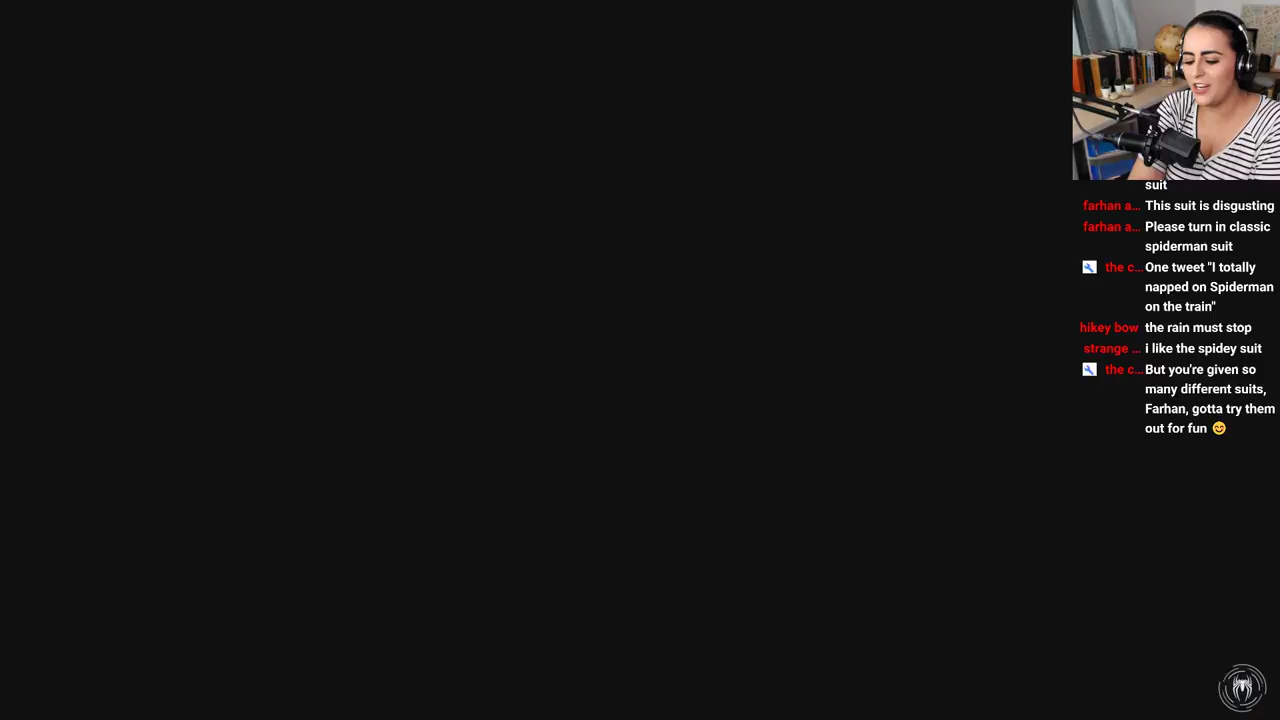 suit
farhan a... This suit is disgusting
farhan a... Please turn in classic
spiderman suit
the c... One tweet "I totally
napped on Spiderman
on the train"
hikey bow the rain must stop
strange ... i like the spidey suit
the c... But you're given so
many different suits,
Farhan, gotta try them
out for fun 😊